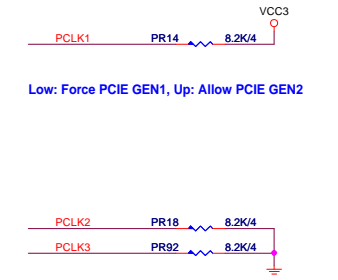 VCC3
PCLK1 PR14 8.2K/4
Low: Force PCIE GEN1, Up: Allow PCIE GEN2
PCLK2 PR18 8.2K/4
PCLK3 PR92 8.2K/4